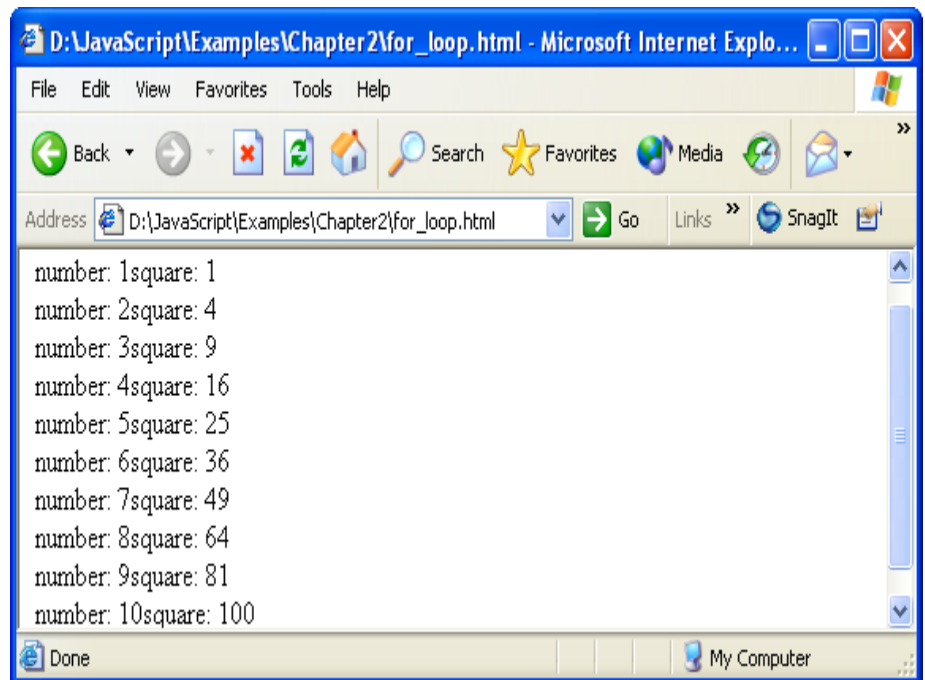 D:\JavaScript\Examples\Chapter2\for_loop.html - Microsoft Internet Explo...
File Edit View Favorites Tools Help
Back Search Favorites Media »
Address D:\JavaScript\Examples\Chapter2\for_loop.html Go Links » SnagIt
number: 1square: 1
number: 2square: 4
number: 3square: 9
number: 4square: 16
number: 5square: 25
number: 6square: 36
number: 7square: 49
number: 8square: 64
number: 9square: 81
number: 10square: 100
Done My Computer